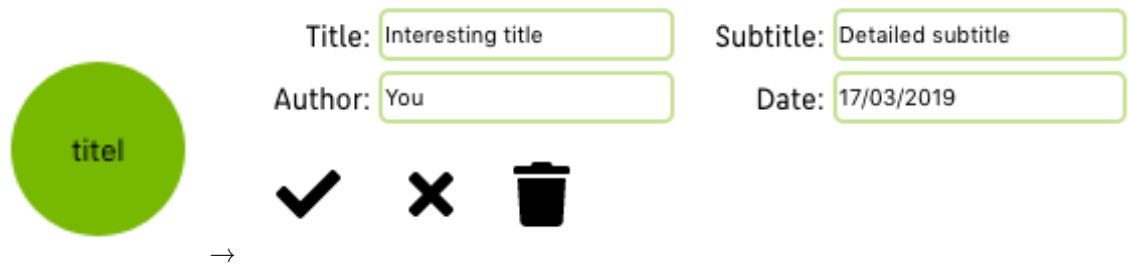 Title: Interesting title Subtitle: Detailed subtitle
Author: You Date: 17/03/2019
titel
→